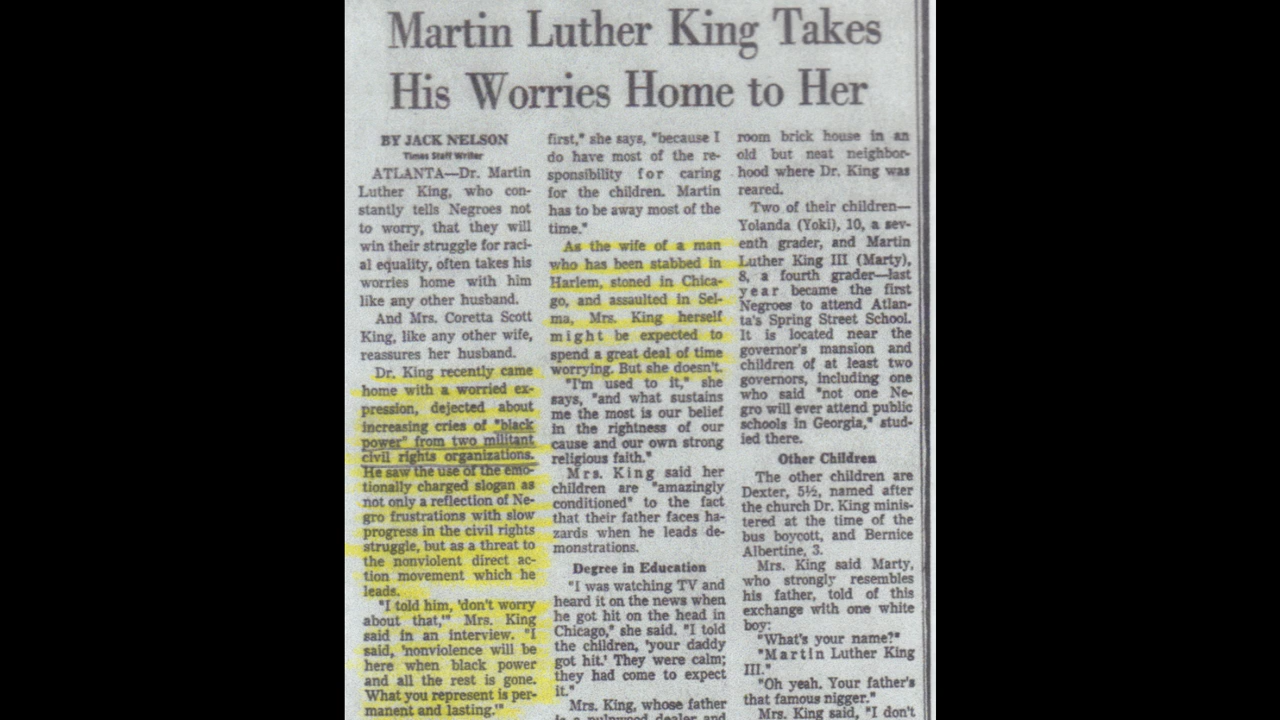 Martin Luther King Takes
His Worries Home to Her
BY JACK NELSON
Times Staff Writer
ATLANTA—Dr. Martin
Luther King, who con-
stantly tells Negroes not
to worry, that they will
win their struggle for raci-
al equality, often takes his
worries home with him
like any other husband.
And Mrs. Coretta Scott
King, like any other wife,
reassures her husband.
Dr. King recently came
home with a worried ex-
pression, dejected about
increasing cries of "black
power" from two militant
civil rights organizations.
He saw the use of the emo-
tionally charged slogan as
not only a reflection of Ne-
gro frustrations with slow
progress in the civil rights
struggle, but as a threat to
the nonviolent direct ac-
tion movement which he
leads.
"I told him, 'don't worry
about that,'" Mrs. King
said in an interview. "I
said, 'nonviolence will be
here when black power
and all the rest is gone.
What you represent is per-
manent and lasting.'"
first," she says, "because I
do have most of the re-
sponsibility for caring
for the children. Martin
has to be away most of the
time."
As the wife of a man
who has been stabbed in
Harlem, stoned in Chica-
go, and assaulted in Sel-
ma, Mrs. King herself
might be expected to
spend a great deal of time
worrying. But she doesn't.
"I'm used to it," she
says, "and what sustains
me the most is our belief
in the rightness of our
cause and our own strong
religious faith."
Mrs. King said her
children are "amazingly
conditioned" to the fact
that their father faces ha-
zards when he leads de-
monstrations.
Degree in Education
"I was watching TV and
heard it on the news when
he got hit on the head in
Chicago," she said. "I told
the children, 'your daddy
got hit.' They were calm;
they had come to expect
it."
Mrs. King, whose father
is a pulpwood dealer and
room brick house in an
old but neat neighbor-
hood where Dr. King was
reared.
Two of their children—
Yolanda (Yoki), 10, a sev-
enth grader, and Martin
Luther King III (Marty),
8, a fourth grader—last
year became the first
Negroes to attend Atlan-
ta's Spring Street School.
It is located near the
governor's mansion and
children of at least two
governors, including one
who said "not one Ne-
gro will ever attend public
schools in Georgia," stud-
ied there.
Other Children
The other children are
Dexter, 5½, named after
the church Dr. King minis-
tered at the time of the
bus boycott, and Bernice
Albertine, 3.
Mrs. King said Marty,
who strongly resembles
his father, told of this
exchange with one white
boy:
"What's your name?"
"Martin Luther King
III."
"Oh yeah. Your father's
that famous nigger."
Mrs. King said, "I don't